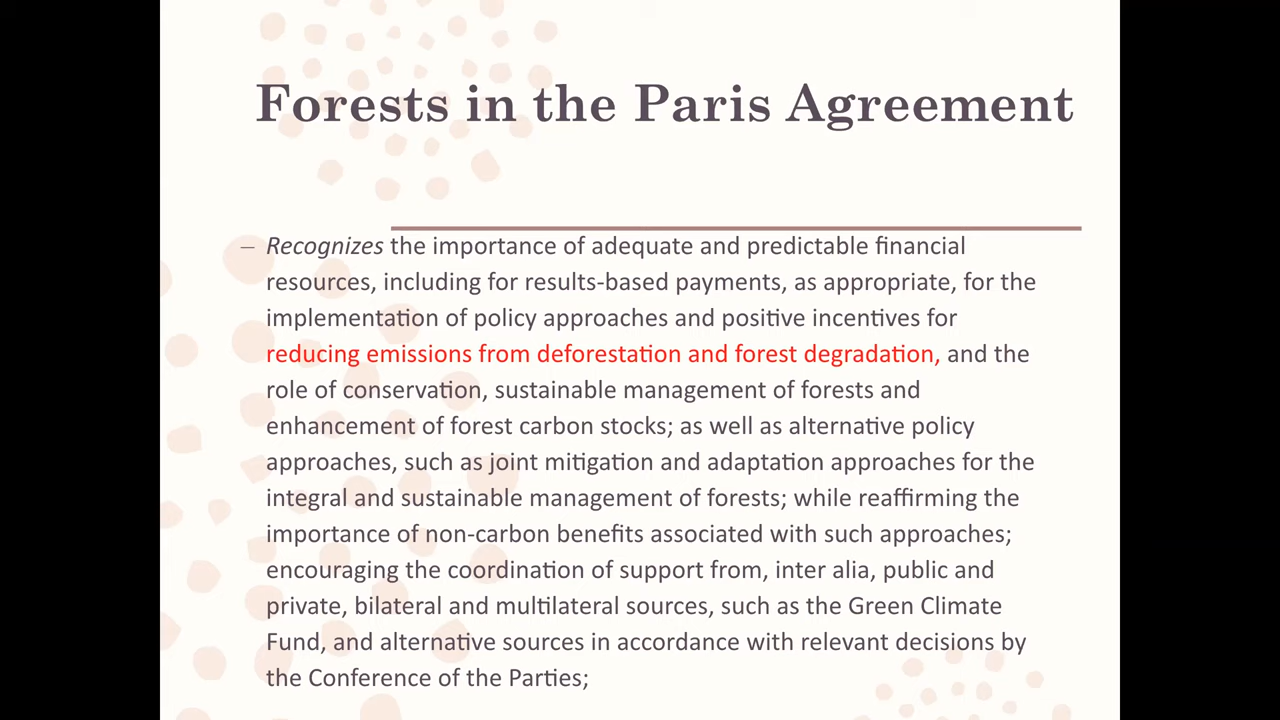 Forests in the Paris Agreement
– Recognizes the importance of adequate and predictable financial
resources, including for results-based payments, as appropriate, for the
implementation of policy approaches and positive incentives for
reducing emissions from deforestation and forest degradation, and the
role of conservation, sustainable management of forests and
enhancement of forest carbon stocks; as well as alternative policy
approaches, such as joint mitigation and adaptation approaches for the
integral and sustainable management of forests; while reaffirming the
importance of non-carbon benefits associated with such approaches;
encouraging the coordination of support from, inter alia, public and
private, bilateral and multilateral sources, such as the Green Climate
Fund, and alternative sources in accordance with relevant decisions by
the Conference of the Parties;